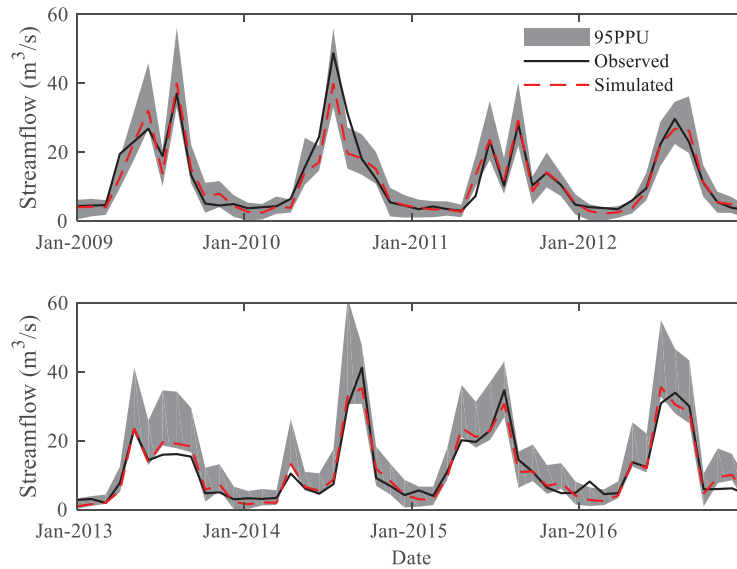 60
95PPU
Observed
Simulated
40
20
0
Streamflow (m³/s)
Jan-2009 Jan-2010 Jan-2011 Jan-2012
60
40
20
0
Streamflow (m³/s)
Jan-2013 Jan-2014 Jan-2015 Jan-2016
Date